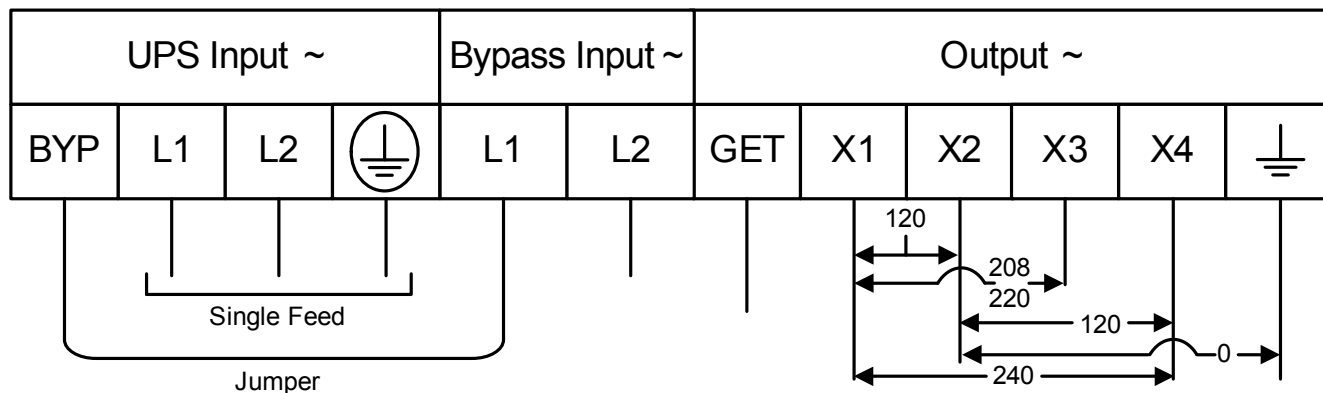 UPS Input ~ Bypass Input ~ Output ~
BYP L1 L2 L1 L2 GET X1 X2 X3 X4
120
208
220
Single Feed
120
0
240
Jumper